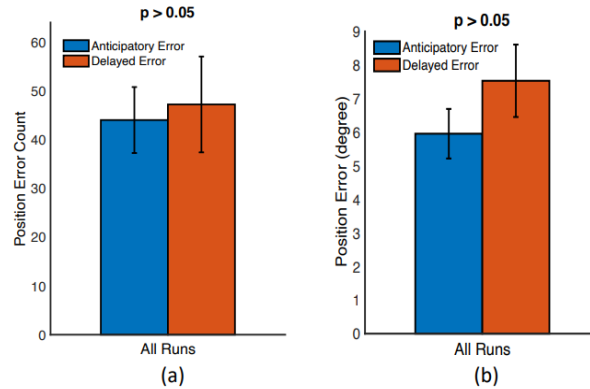 p > 0.05
Position Error Count
60
50
40
30
20
10
0
Anticipatory Error
Delayed Error
All Runs
(a)
p > 0.05
Position Error (degree)
9
8
7
6
5
4
3
2
1
0
Anticipatory Error
Delayed Error
All Runs
(b)